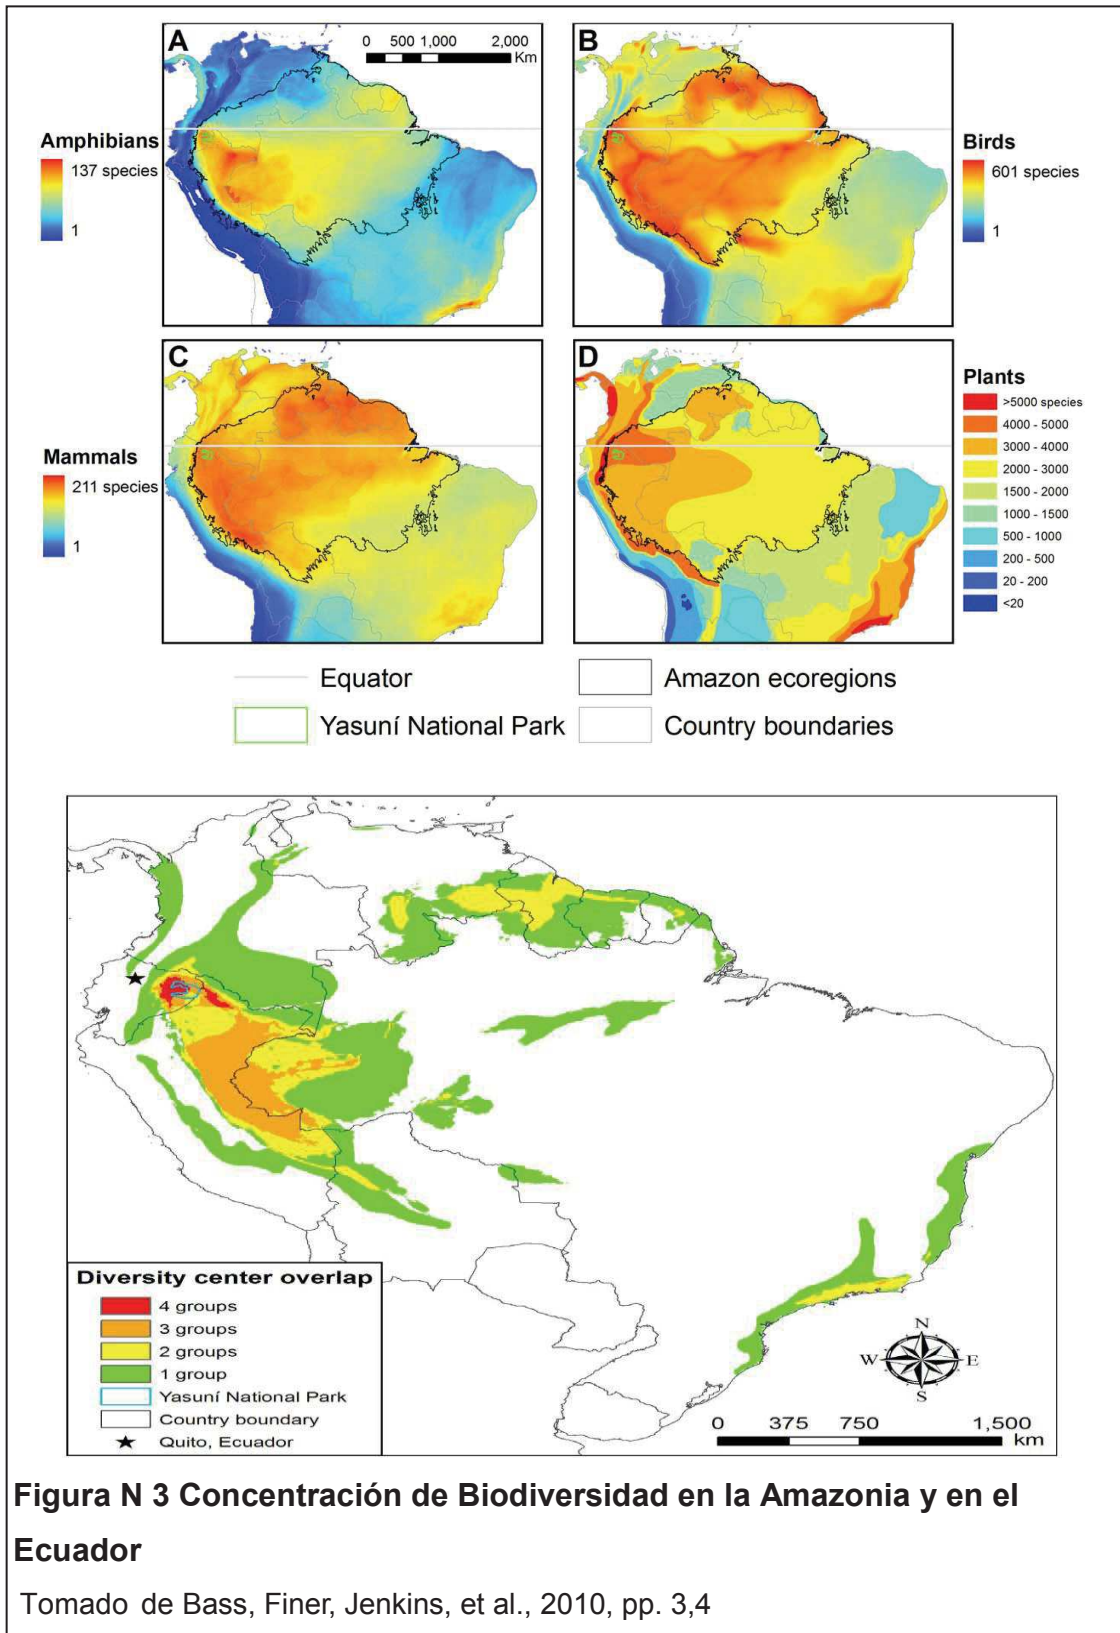 A
0 500 1,000 2,000
Km
B
Amphibians
137 species
1
Birds
601 species
1
C
D
Mammals
211 species
1
Plants
>5000 species
4000 - 5000
3000 - 4000
2000 - 3000
1500 - 2000
1000 - 1500
500 - 1000
200 - 500
20 - 200
<20
Equator
Amazon ecoregions
Yasuní National Park
Country boundaries
Diversity center overlap
4 groups
3 groups
2 groups
1 group
Yasuní National Park
Country boundary
Quito, Ecuador
N
W E
S
0 375 750 1,500
km
Figura N 3 Concentración de Biodiversidad en la Amazonia y en el
Ecuador
Tomado de Bass, Finer, Jenkins, et al., 2010, pp. 3,4